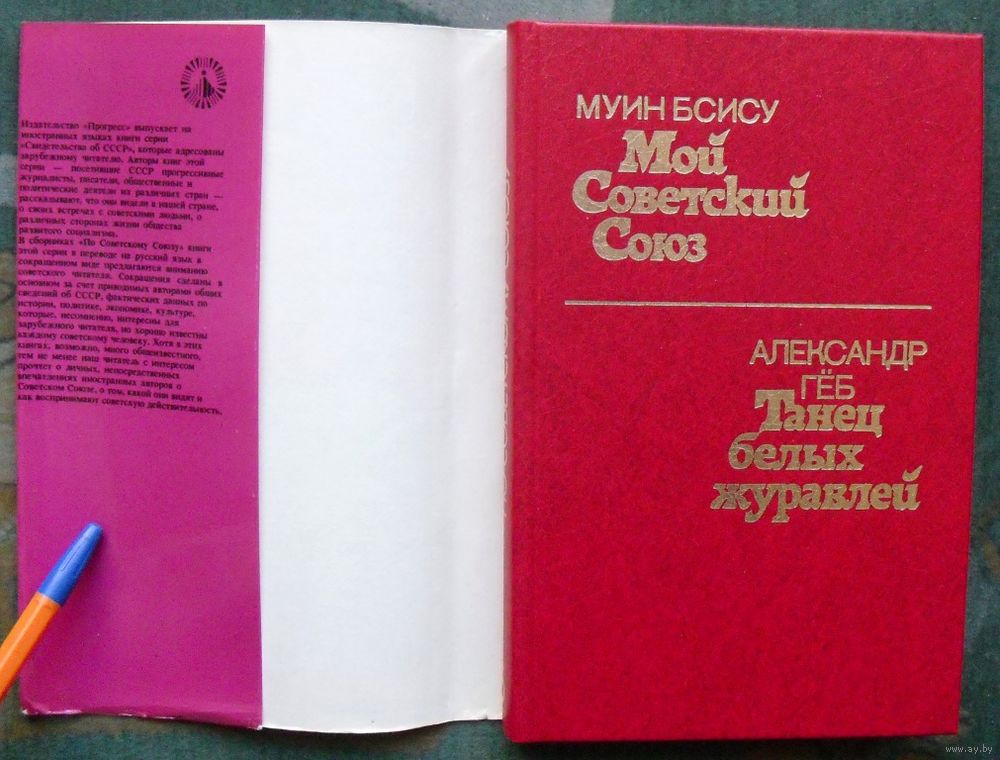 Издательство «Прогресс» выпускает на
иностранных языках книги серии
«Свидетельства об СССР», которые адресованы
зарубежному читателю. Авторы книг этой
серии — посетившие СССР прогрессивные
журналисты, писатели, общественные и
политические деятели из различных стран —
рассказывают, что они видели в нашей стране,
о своих встречах с советскими людьми, о
различных сторонах жизни общества
развитого социализма.
В сборниках «По Советскому Союзу» книги
этой серии в переводе на русский язык в
сокращенном виде предлагаются вниманию
советского читателя. Сокращения сделаны в
основном за счет приводимых авторами общих
сведений об СССР, фактических данных по
истории, политике, экономике, культуре,
которые, несомненно, интересны для
зарубежного читателя, но хорошо известны
каждому советскому человеку. Хотя в этих
книгах, возможно, много общеизвестного,
тем не менее наш читатель с интересом
прочтет о личных, непосредственных
впечатлениях иностранных авторов о
Советском Союзе, о том, какой они видят и
как воспринимают советскую действительность.
МУИН БСИСУ
Мой
Советский
Союз
АЛЕКСАНДР
ГЁБ
Танец
белых
журавлей
www.ay.by